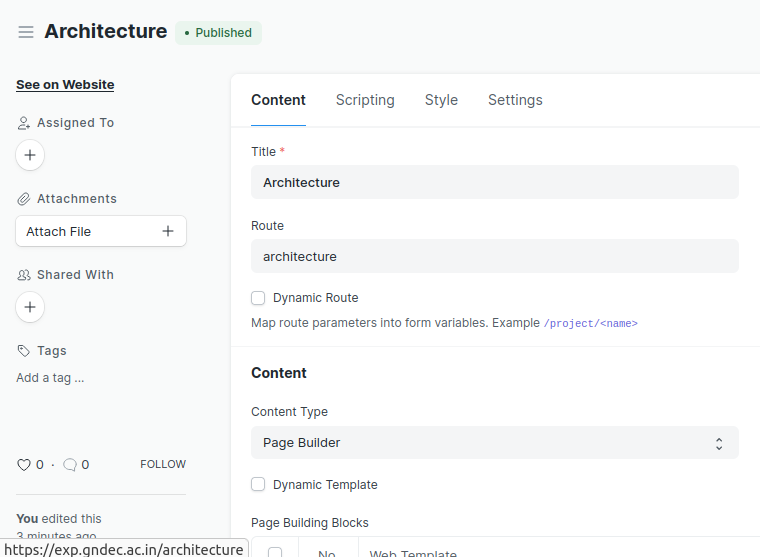 Architecture
Published
See on Website
Assigned To
Attachments
Attach File
Shared With
Tags
Add a tag ...
0 · 0 FOLLOW
You edited this
3 minutes ago
https://exp.gndec.ac.in/architecture
Content Scripting Style Settings
Title *
Architecture
Route
architecture
Dynamic Route
Map route parameters into form variables. Example /project/<name>
Content
Content Type
Page Builder
Dynamic Template
Page Building Blocks
No. Web Template